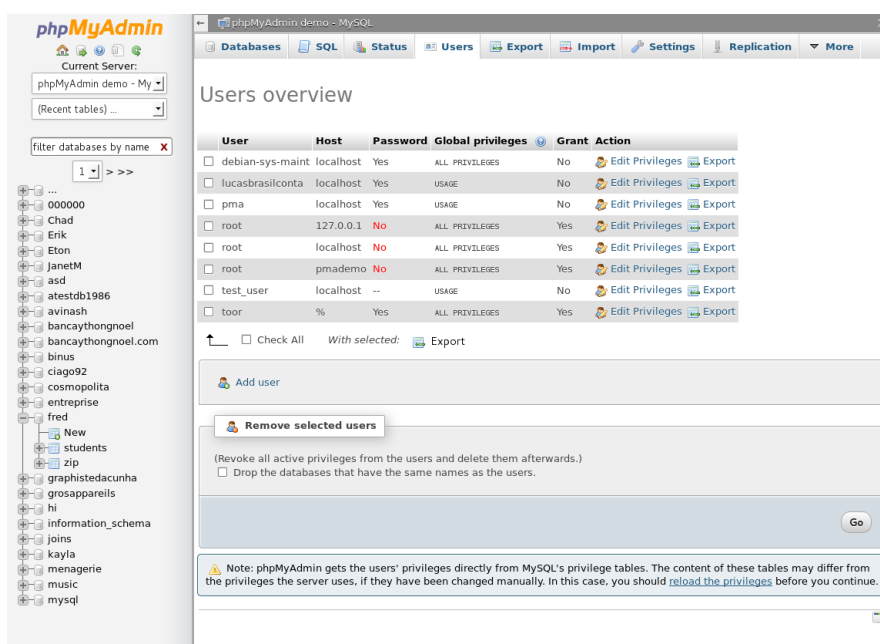 phpMyAdmin
Current Server:
phpMyAdmin demo - My
(Recent tables) ...
filter databases by name X
1 > >>
...
000000
Chad
Erik
Eton
JanetM
asd
atestdb1986
avinash
bancaythongnoel
bancaythongnoel.com
binus
ciago92
cosmopolita
entreprise
fred
New
students
zip
graphistedacunha
grosappareils
hi
information_schema
joins
kayla
menagerie
music
mysql
phpMyAdmin demo - MySQL
Databases SQL Status Users Export Import Settings Replication More
Users overview
User Host Password Global privileges Grant Action
debian-sys-maint localhost Yes ALL PRIVILEGES No Edit Privileges Export
lucasbrasilconta localhost Yes USAGE No Edit Privileges Export
pma localhost Yes USAGE No Edit Privileges Export
root 127.0.0.1 No ALL PRIVILEGES Yes Edit Privileges Export
root localhost No ALL PRIVILEGES Yes Edit Privileges Export
root pmademo No ALL PRIVILEGES Yes Edit Privileges Export
test_user localhost -- USAGE No Edit Privileges Export
toor % Yes ALL PRIVILEGES Yes Edit Privileges Export
Check All With selected: Export
Add user
Remove selected users
(Revoke all active privileges from the users and delete them afterwards.)
Drop the databases that have the same names as the users.
Go
Note: phpMyAdmin gets the users' privileges directly from MySQL's privilege tables. The content of these tables may differ from
the privileges the server uses, if they have been changed manually. In this case, you should reload the privileges before you continue.